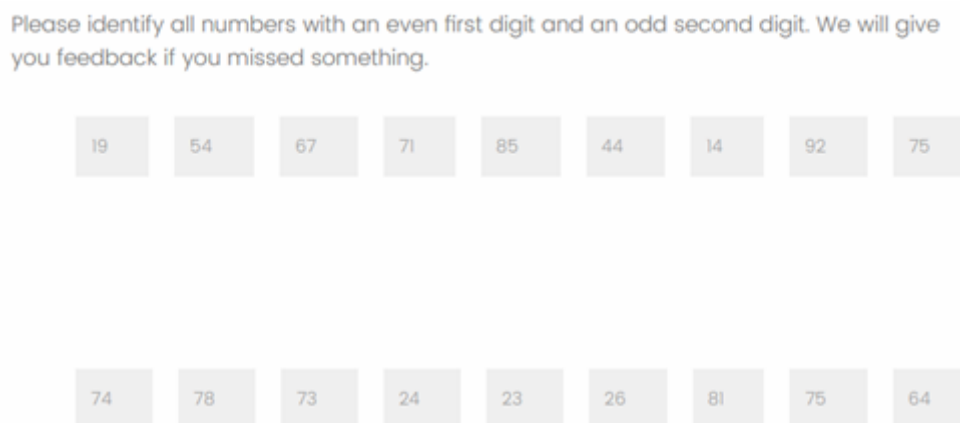 Please identify all numbers with an even first digit and an odd second digit. We will give
you feedback if you missed something.
19 54 67 71 85 44 14 92 75
74 78 73 24 23 26 81 75 64